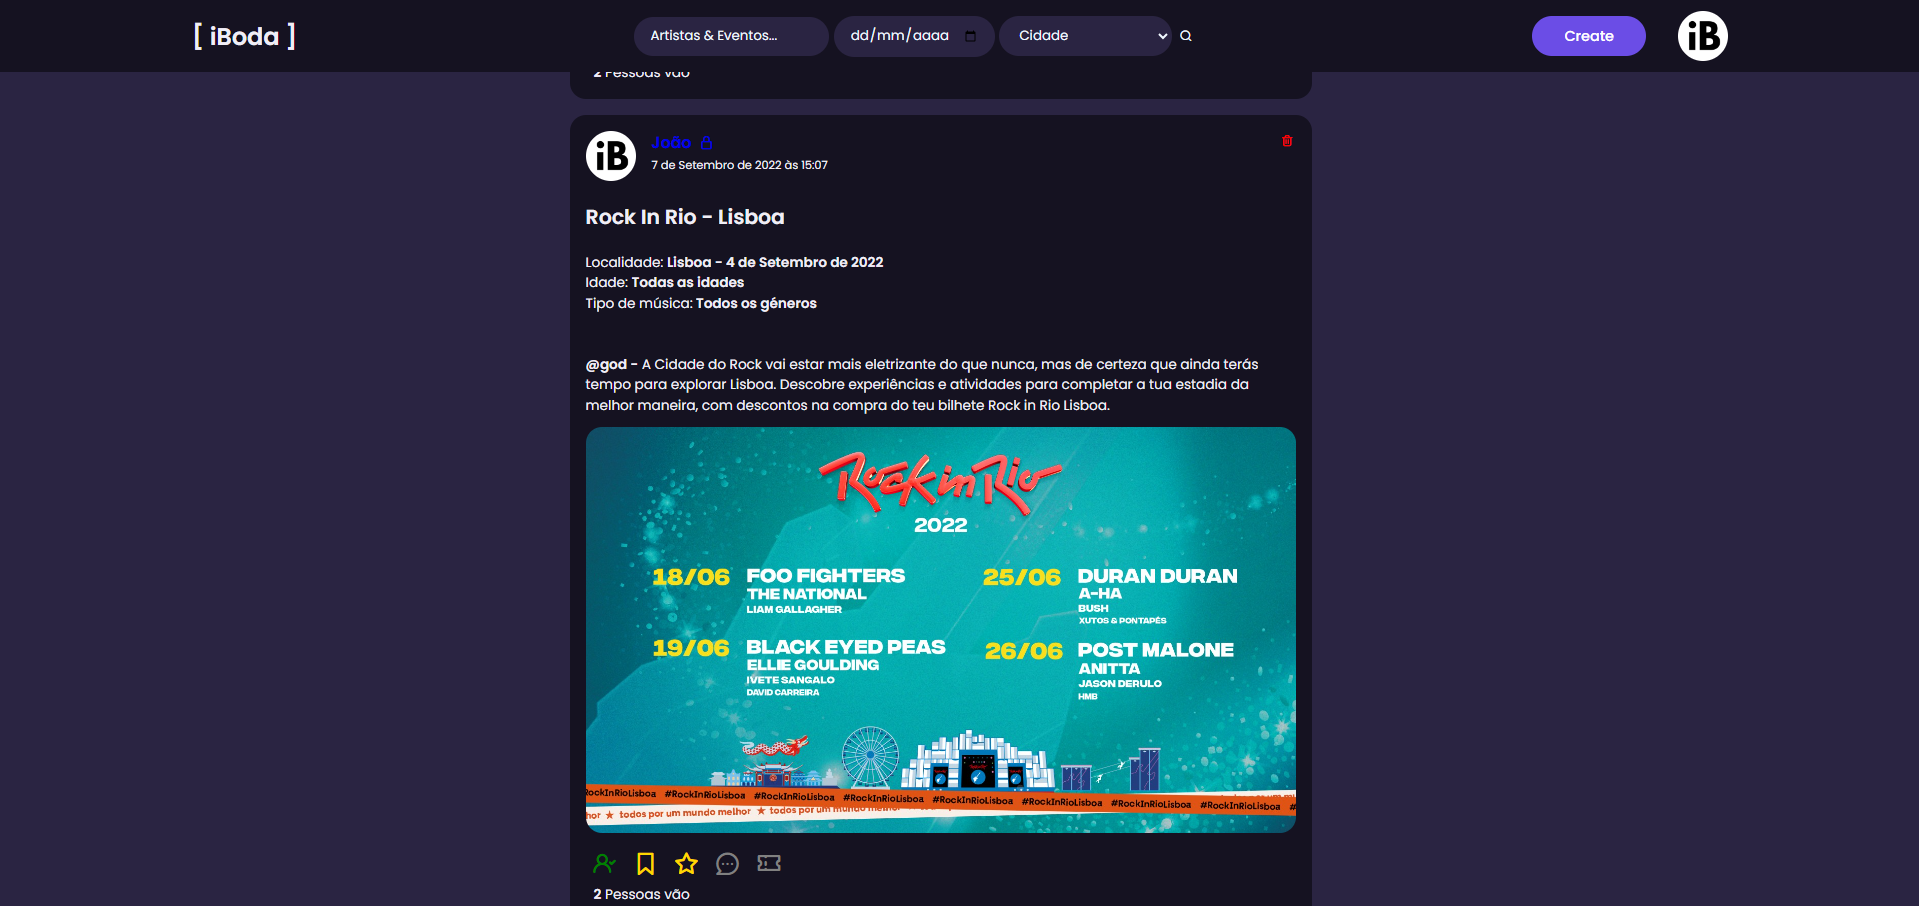 [ iBoda ]
Artistas & Eventos...
dd/mm/aaaa
Cidade
Create
iB
2 Pessoas vão
iB
João
7 de Setembro de 2022 às 15:07
Rock In Rio - Lisboa
Localidade: Lisboa - 4 de Setembro de 2022
Idade: Todas as idades
Tipo de música: Todos os géneros
@god - A Cidade do Rock vai estar mais eletrizante do que nunca, mas de certeza que ainda terás
tempo para explorar Lisboa. Descobre experiências e atividades para completar a tua estadia da
melhor maneira, com descontos na compra do teu bilhete Rock in Rio Lisboa.
Rock in Rio
2022
18/06 FOO FIGHTERS
THE NATIONAL
LIAM GALLAGHER
19/06 BLACK EYED PEAS
ELLIE GOULDING
IVETE SANGALO
DAVID CARREIRA
25/06 DURAN DURAN
A-HA
BUSH
XUTOS & PONTAPÉS
26/06 POST MALONE
ANITTA
JASON DERULO
HMB
RockInRioLisboa #RockInRioLisboa #RockInRioLisboa #RockInRioLisboa #RockInRioLisboa #RockInRioLisboa #RockInRioLisboa #RockInRioLisboa #
hor ★ todos por um mundo melhor ★ todos por um mundo melhor
2 Pessoas vão